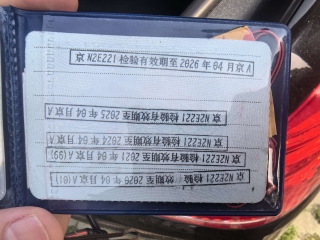 京 N2E221 检验有效期至 2026 年 04 月京 A
京 N2E221 检验有效期至 2025 年 04 月京 A
京 N2E221 检验有效期至 2024 年 04 月京 A
京 N2E221 检验有效期至 2021 年 04 月京 A(99)
京 N2E221 检验有效期至 2020 年 04 月京 A(01)